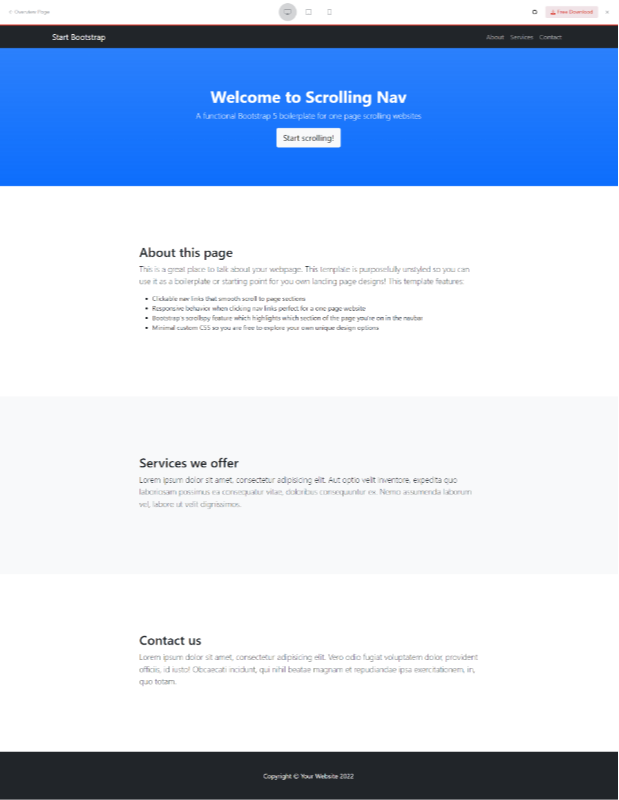 Overview Page
Free Download
Start Bootstrap
About Services Contact
Welcome to Scrolling Nav
A functional Bootstrap 5 boilerplate for one page scrolling websites
Start scrolling!
About this page
This is a great place to talk about your webpage. This template is purposefully unstyled so you can
use it as a boilerplate or starting point for you own landing page designs! This template features:
Clickable nav links that smooth scroll to page sections
Responsive behavior when clicking nav links perfect for a one page website
Bootstrap's scrollspy feature which highlights which section of the page you're on in the navbar
Minimal custom CSS so you are free to explore your own unique design options
Services we offer
Lorem ipsum dolor sit amet, consectetur adipisicing elit. Aut optio velit inventore, expedita quo
laboriosam possimus ea consequatur vitae, doloribus consequuntur ex. Nemo assumenda laborum
vel, labore ut velit dignissimos.
Contact us
Lorem ipsum dolor sit amet, consectetur adipisicing elit. Vero odio fugiat voluptatem dolor, provident
officiis, id iusto! Obcaecati incidunt, qui nihil beatae magnam et repudiandae ipsa exercitationem, in,
quo totam.
Copyright © Your Website 2022